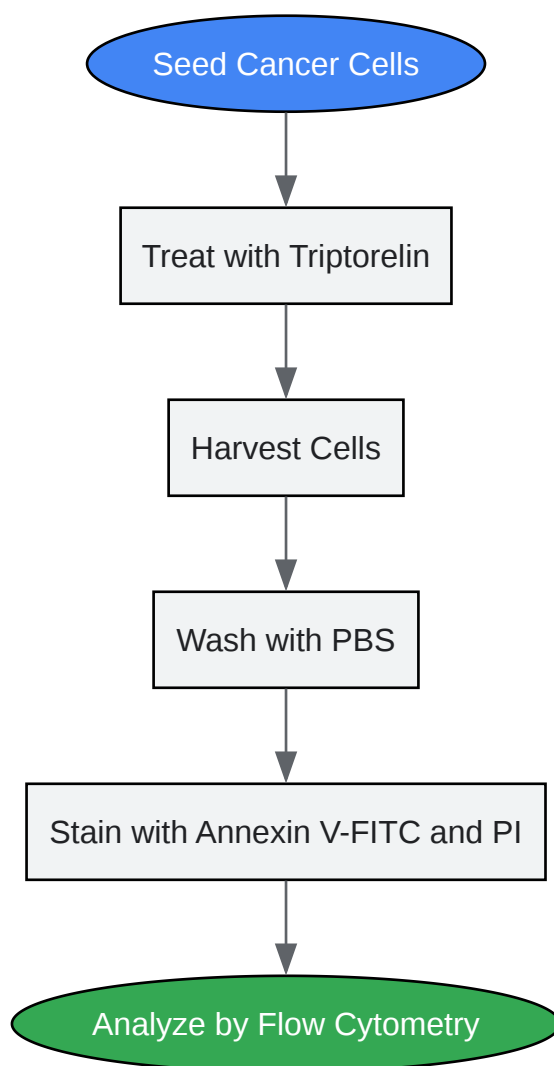 Seed Cancer Cells
Treat with Triptorelin
Harvest Cells
Wash with PBS
Stain with Annexin V-FITC and PI
Analyze by Flow Cytometry